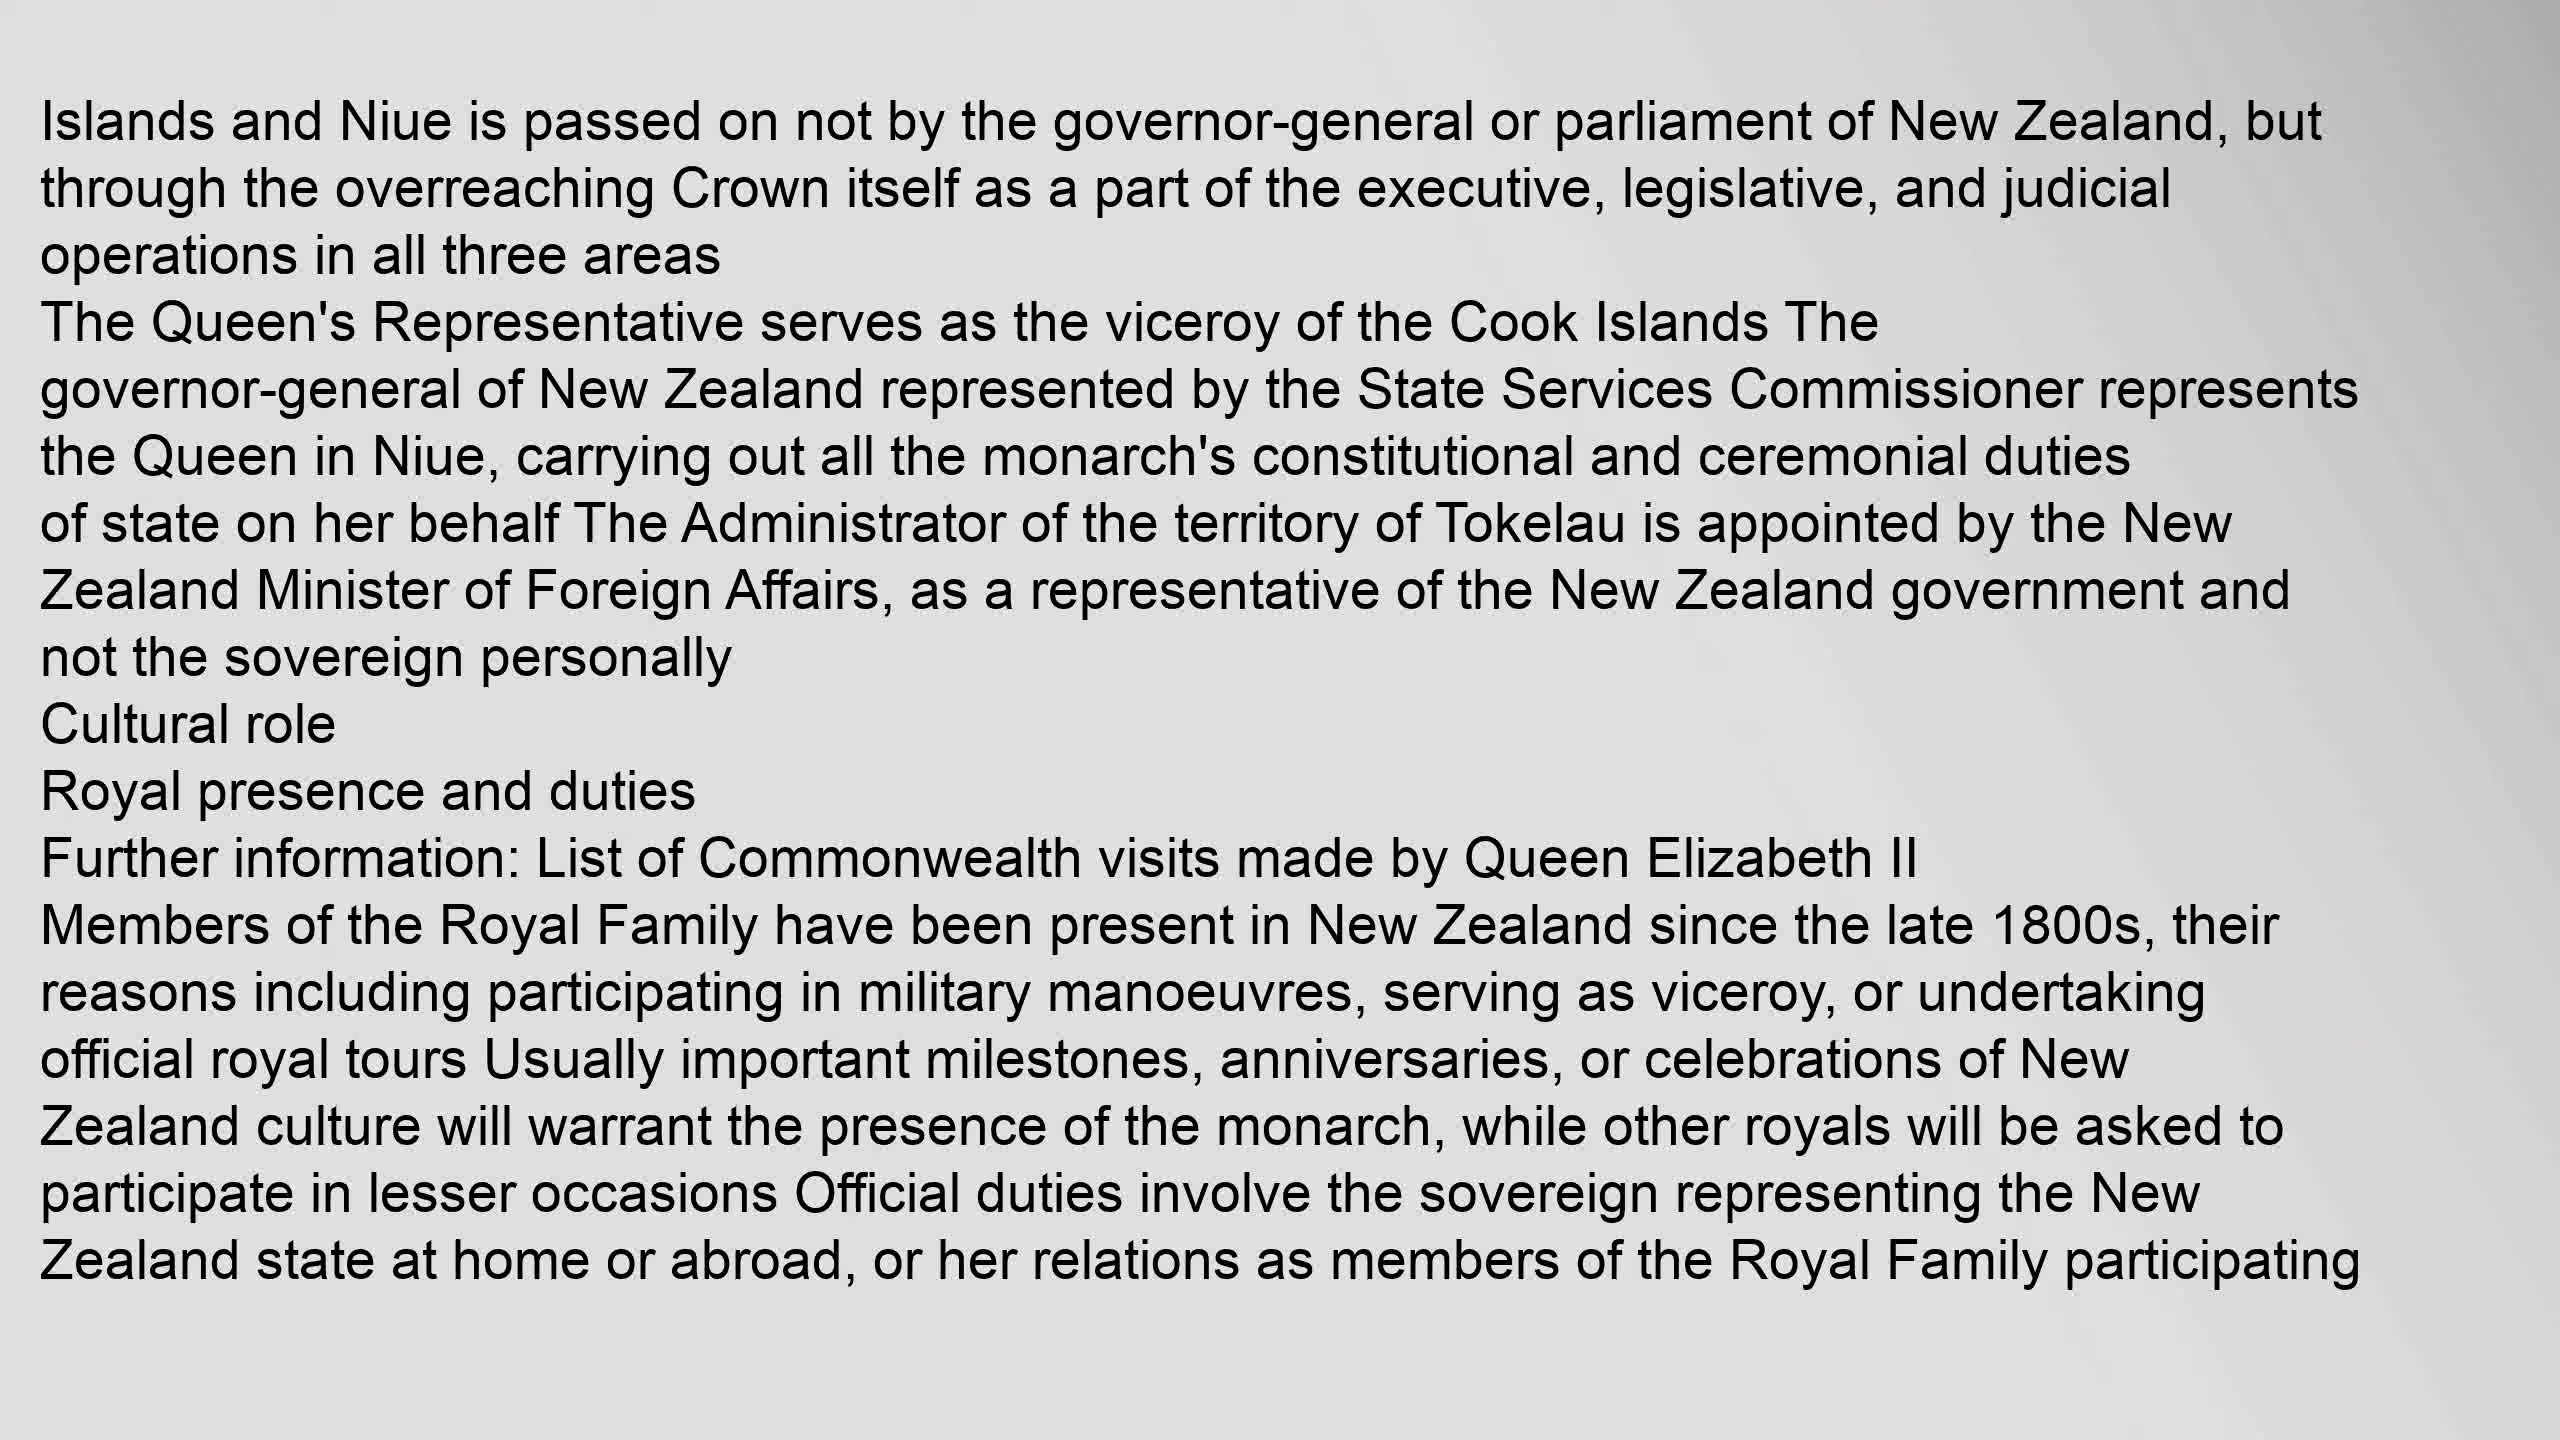 Islands and Niue is passed on not by the governor-general or parliament of New Zealand, but
through the overreaching Crown itself as a part of the executive, legislative, and judicial
operations in all three areas
The Queen's Representative serves as the viceroy of the Cook Islands The
governor-general of New Zealand represented by the State Services Commissioner represents
the Queen in Niue, carrying out all the monarch's constitutional and ceremonial duties
of state on her behalf The Administrator of the territory of Tokelau is appointed by the New
Zealand Minister of Foreign Affairs, as a representative of the New Zealand government and
not the sovereign personally
Cultural role
Royal presence and duties
Further information: List of Commonwealth visits made by Queen Elizabeth II
Members of the Royal Family have been present in New Zealand since the late 1800s, their
reasons including participating in military manoeuvres, serving as viceroy, or undertaking
official royal tours Usually important milestones, anniversaries, or celebrations of New
Zealand culture will warrant the presence of the monarch, while other royals will be asked to
participate in lesser occasions Official duties involve the sovereign representing the New
Zealand state at home or abroad, or her relations as members of the Royal Family participating